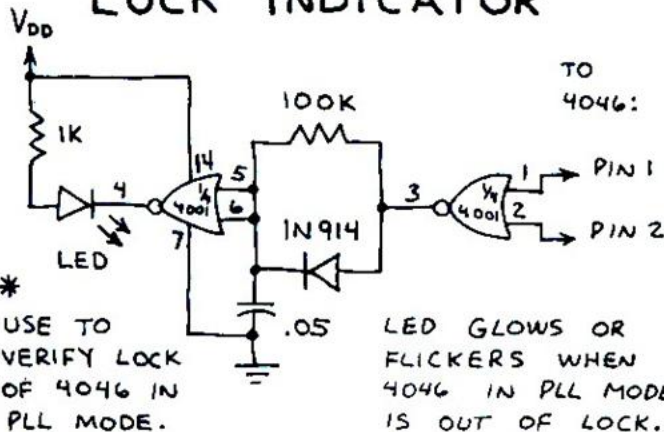 LOCK INDICATOR
VDD
TO
4046:
100K
1K
14
1/4
4001
5
6
4
7
3
1/4
4001
1
2
PIN 1
PIN 2
1N914
LED
.05
*
USE TO
VERIFY LOCK
OF 4046 IN
PLL MODE.
LED GLOWS OR
FLICKERS WHEN
4046 IN PLL MODE
IS OUT OF LOCK.